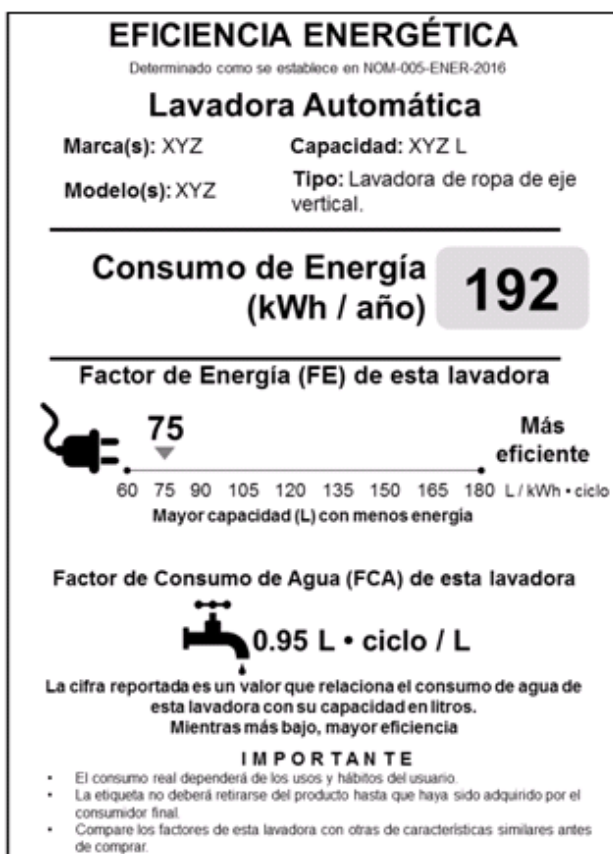 EFICIENCIA ENERGÉTICA
Determinado como se establece en NOM-005-ENER-2016
Lavadora Automática
Marca(s): XYZ Capacidad: XYZ L
Modelo(s): XYZ Tipo: Lavadora de ropa de eje
vertical.
Consumo de Energía
(kWh / año) 192
Factor de Energía (FE) de esta lavadora
75 Más
eficiente
60 75 90 105 120 135 150 165 180 L / kWh • ciclo
Mayor capacidad (L) con menos energía
Factor de Consumo de Agua (FCA) de esta lavadora
0.95 L • ciclo / L
La cifra reportada es un valor que relaciona el consumo de agua de
esta lavadora con su capacidad en litros.
Mientras más bajo, mayor eficiencia
IMPORTANTE
• El consumo real dependerá de los usos y hábitos del usuario.
• La etiqueta no deberá retirarse del producto hasta que haya sido adquirido por el
consumidor final.
• Compare los factores de esta lavadora con otras de características similares antes
de comprar.